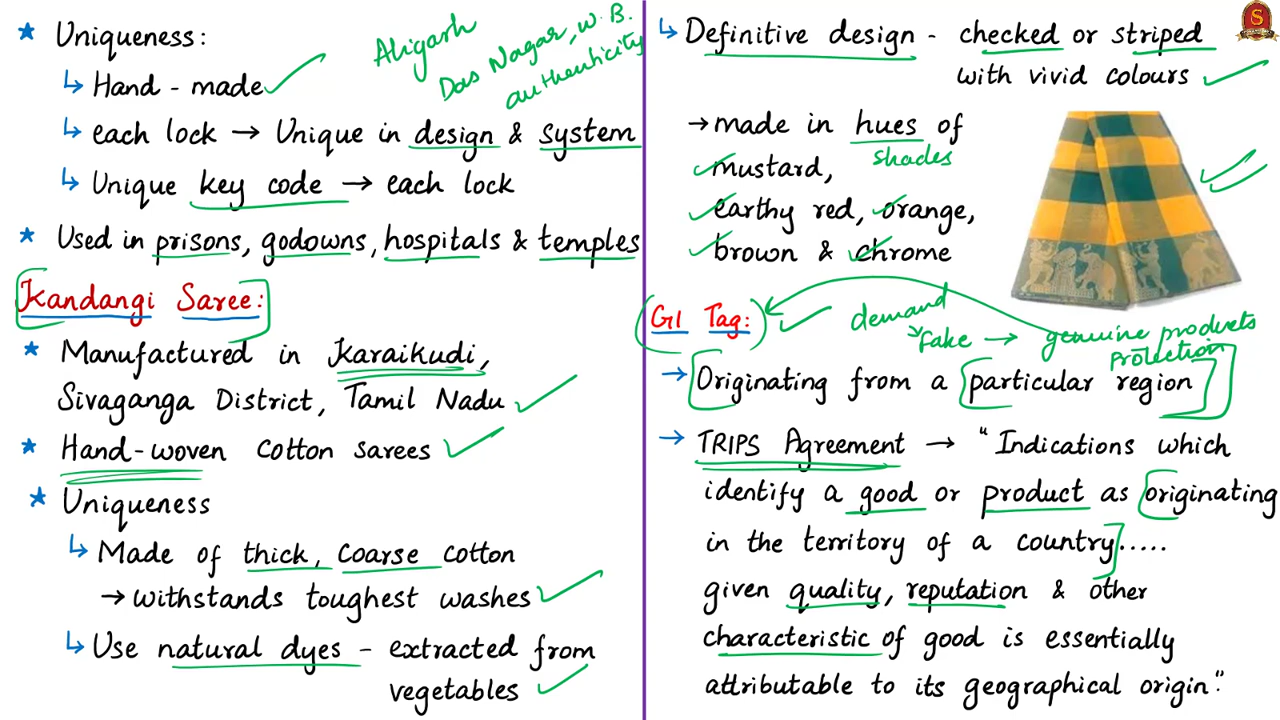 * Uniqueness:
↳ Hand-made
Aligarh
Das Nagar, W.B.
authenticity
↳ each lock → Unique in design & system
↳ Unique key code → each lock
* Used in prisons, godowns, hospitals & temples
Kandangi Saree:
* Manufactured in Karaikudi,
Sivaganga District, Tamil Nadu
* Hand-woven cotton sarees
* Uniqueness
↳ Made of thick, coarse cotton
→ withstands toughest washes
↳ Use natural dyes - extracted from
vegetables
↳ Definitive design - checked or striped
with vivid colours
→ made in hues of
shades
mustard,
earthy red, orange,
brown & chrome
GI Tag:
demand
fake → genuine products
protection
→ Originating from a particular region
→ TRIPS Agreement → "Indications which
identify a good or product as originating
in the territory of a country.....
given quality, reputation & other
characteristic of good is essentially
attributable to its geographical origin."
S